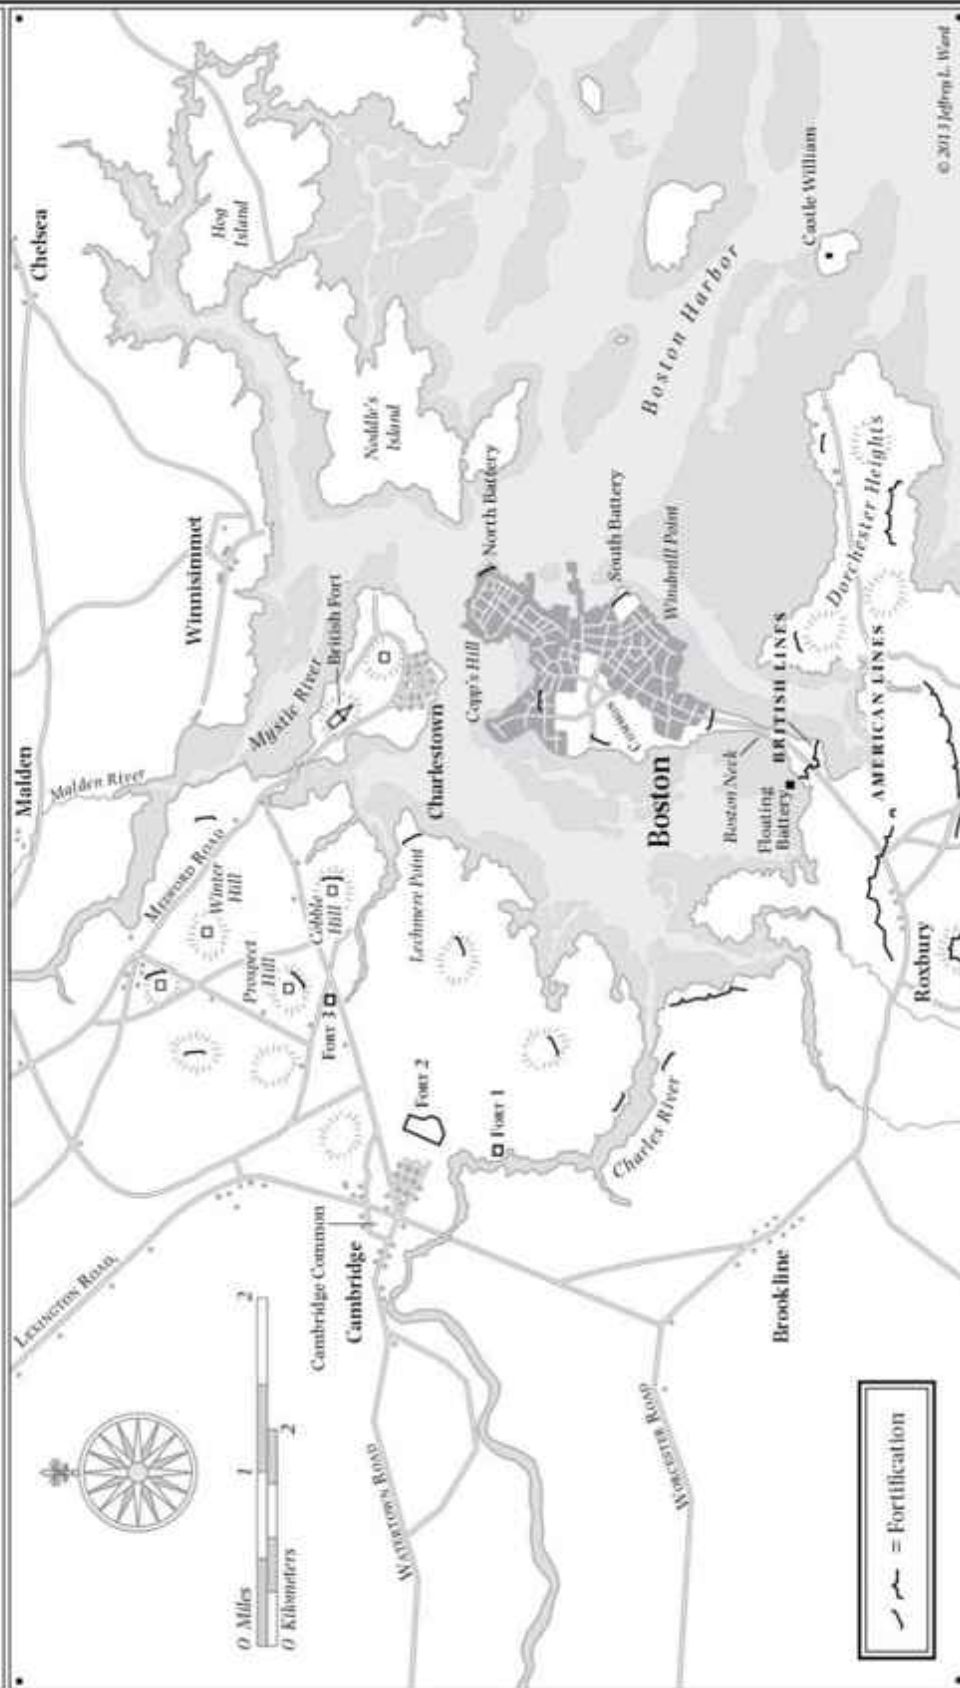 Chelsea
Hog
Island
Malden
Malden River
Winnisimmet
Noddle's
Island
LEXINGTON ROAD
MEDFORD ROAD
Winter
Hill
Mystic River
British Fort
Prospect
Hill
Cobble
Hill
FORT 3
0 Miles
1
2
0 Kilometers
2
Cambridge Common
Cambridge
FORT 2
Lechmere Point
Charlestown
Copp's Hill
North Battery
FORT 1
WATERTOWN ROAD
South Battery
Common
Boston
Windmill Point
Boston Harbor
Charles River
WORCESTER ROAD
Boston Neck
Floating
Battery
BRITISH LINES
Castle William
Brookline
Dorchester Heights
AMERICAN LINES
Roxbury
= Fortification
© 2013 Jeffrey L. Ward